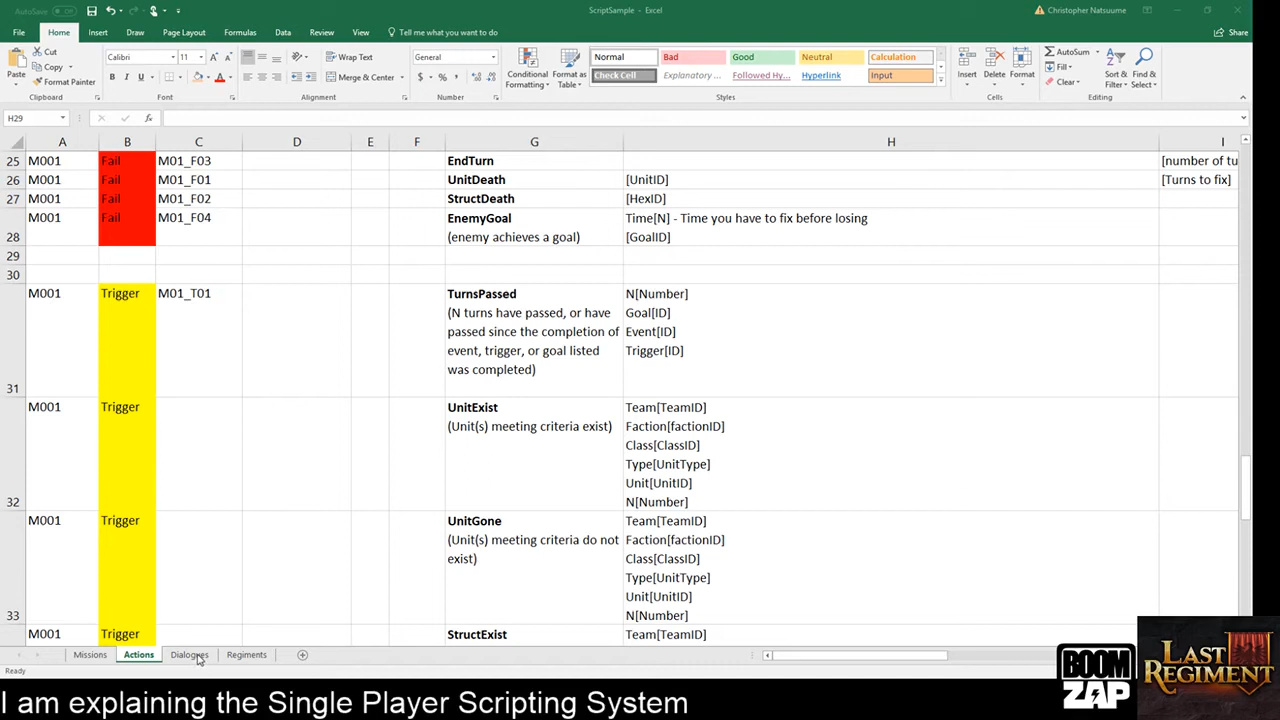 AutoSave Off
ScriptSample - Excel
Christopher Natsuume
File Home Insert Draw Page Layout Formulas Data Review View Tell me what you want to do Share
Paste
Cut
Copy
Format Painter
Clipboard
Calibri 11
B I U
Font
Wrap Text
Merge & Center
Alignment
General
$ % ,
Number
Conditional Formatting
Format as Table
Normal Bad Good Neutral Calculation
Check Cell Explanatory ... Followed Hy... Hyperlink Input
Styles
Insert Delete Format
Cells
AutoSum
Fill
Clear
Sort & Filter
Find & Select
Editing
H29
fx
A B C D E F G H I
25 M001 Fail M01_F03 EndTurn [number of tu
26 M001 Fail M01_F01 UnitDeath [UnitID] [Turns to fix]
27 M001 Fail M01_F02 StructDeath [HexID]
M001 Fail M01_F04 EnemyGoal Time[N] - Time you have to fix before losing
28 (enemy achieves a goal) [GoalID]
29
30
M001 Trigger M01_T01 TurnsPassed N[Number]
(N turns have passed, or have Goal[ID]
passed since the completion of Event[ID]
event, trigger, or goal listed Trigger[ID]
was completed)
31
M001 Trigger UnitExist Team[TeamID]
(Unit(s) meeting criteria exist) Faction[factionID]
Class[ClassID]
Type[UnitType]
Unit[UnitID]
32 N[Number]
M001 Trigger UnitGone Team[TeamID]
(Unit(s) meeting criteria do not Faction[factionID]
exist) Class[ClassID]
Type[UnitType]
Unit[UnitID]
33 N[Number]
M001 Trigger StructExist Team[TeamID]
Missions Actions Dialogues Regiments
Ready
BOOM
ZAP
LAST
REGIMENT
I am explaining the Single Player Scripting System